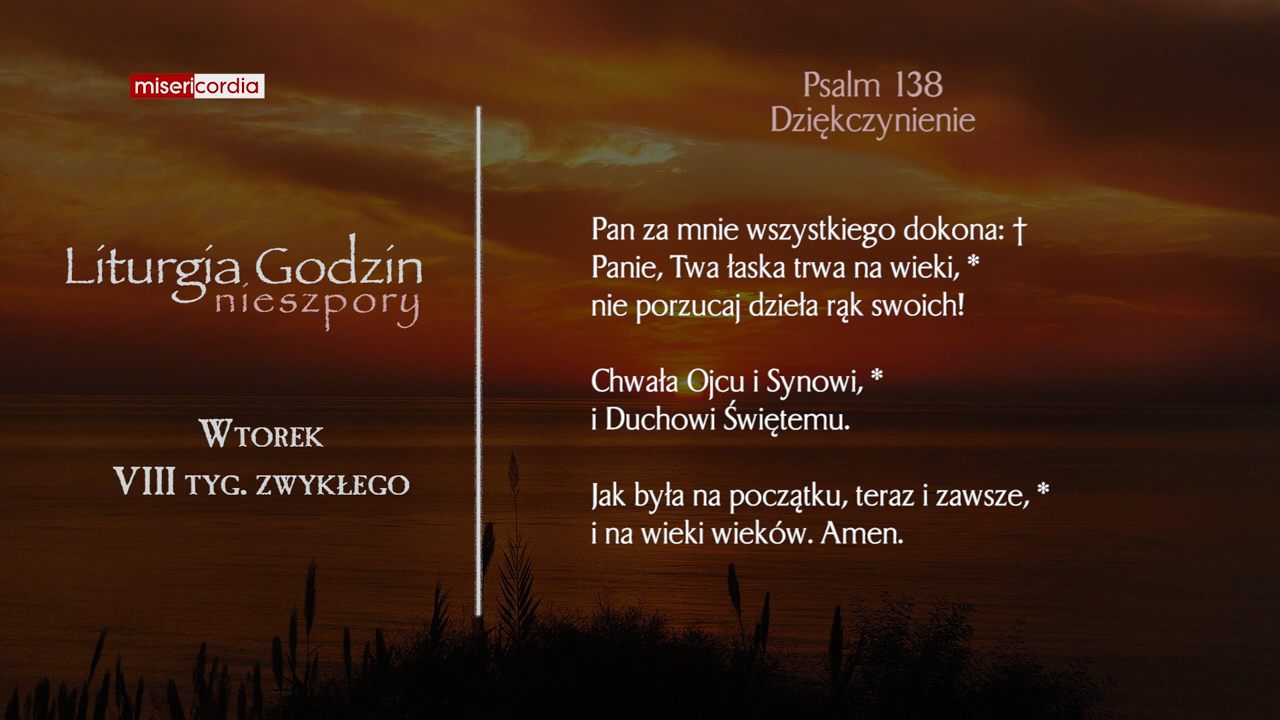 misericordia
Liturgia Godzin
nieszpory
Wtorek
VIII tyg. zwykłego
Psalm 138
Dziękczynienie
Pan za mnie wszystkiego dokona: †
Panie, Twa łaska trwa na wieki, *
nie porzucaj dzieła rąk swoich!
Chwała Ojcu i Synowi, *
i Duchowi Świętemu.
Jak była na początku, teraz i zawsze, *
i na wieki wieków. Amen.